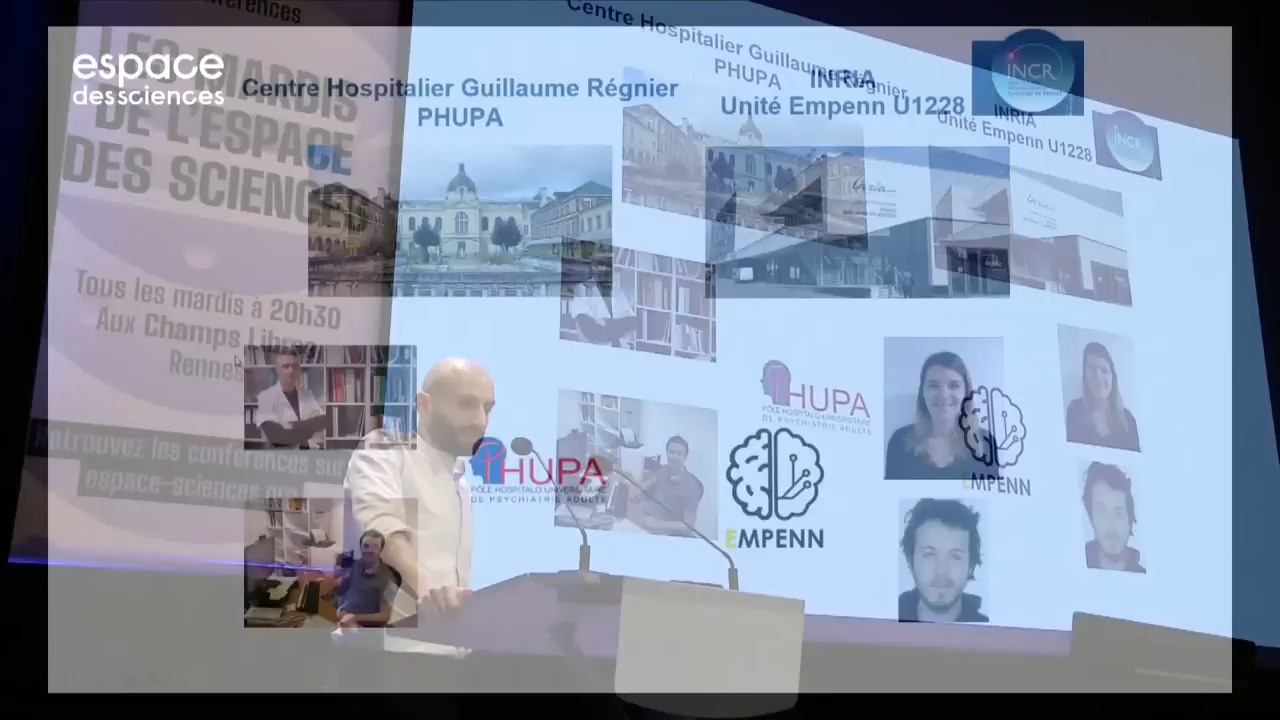 conférences
LES MARDIS
DE L'ESPACE
DES SCIENCES
Tous les mardis à 20h30
Aux Champs Libres
Rennes
Retrouvez les conférences sur
espace-sciences
espace
des sciences
Centre Hospitalier Guillaume Régnier
PHUPA
INRIA
Unité Empenn U1228
INCR
Inria
PHUPA
PÔLE HOSPITALO-UNIVERSITAIRE
DE PSYCHIATRIE ADULTE
EMPENN
Centre Hospitalier Guillaume Régnier
PHUPA
INRIA
Unité Empenn U1228
INCR
PHUPA
PÔLE HOSPITALO-UNIVERSITAIRE
DE PSYCHIATRIE ADULTE
EMPENN